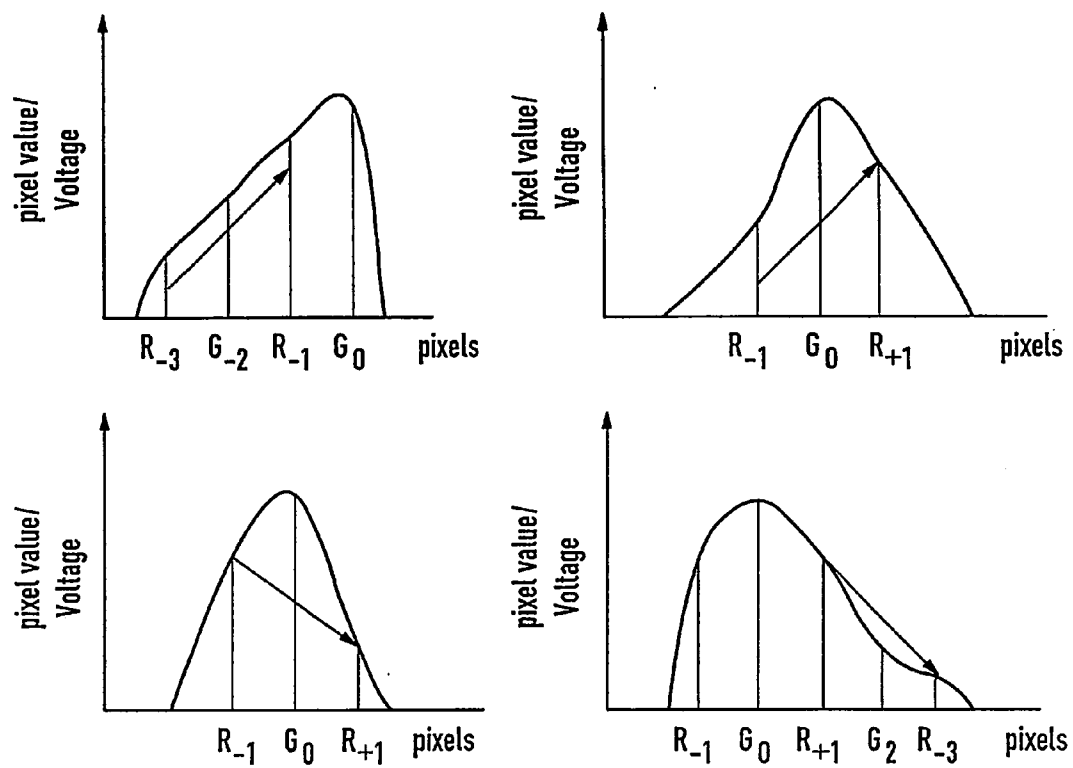 pixel value/
Voltage
R₋₃ G₋₂ R₋₁ G₀ pixels
pixel value/
Voltage
R₋₁ G₀ R₊₁ pixels
pixel value/
Voltage
R₋₁ G₀ R₊₁ pixels
pixel value/
Voltage
R₋₁ G₀ R₊₁ G₂ R₋₃ pixels